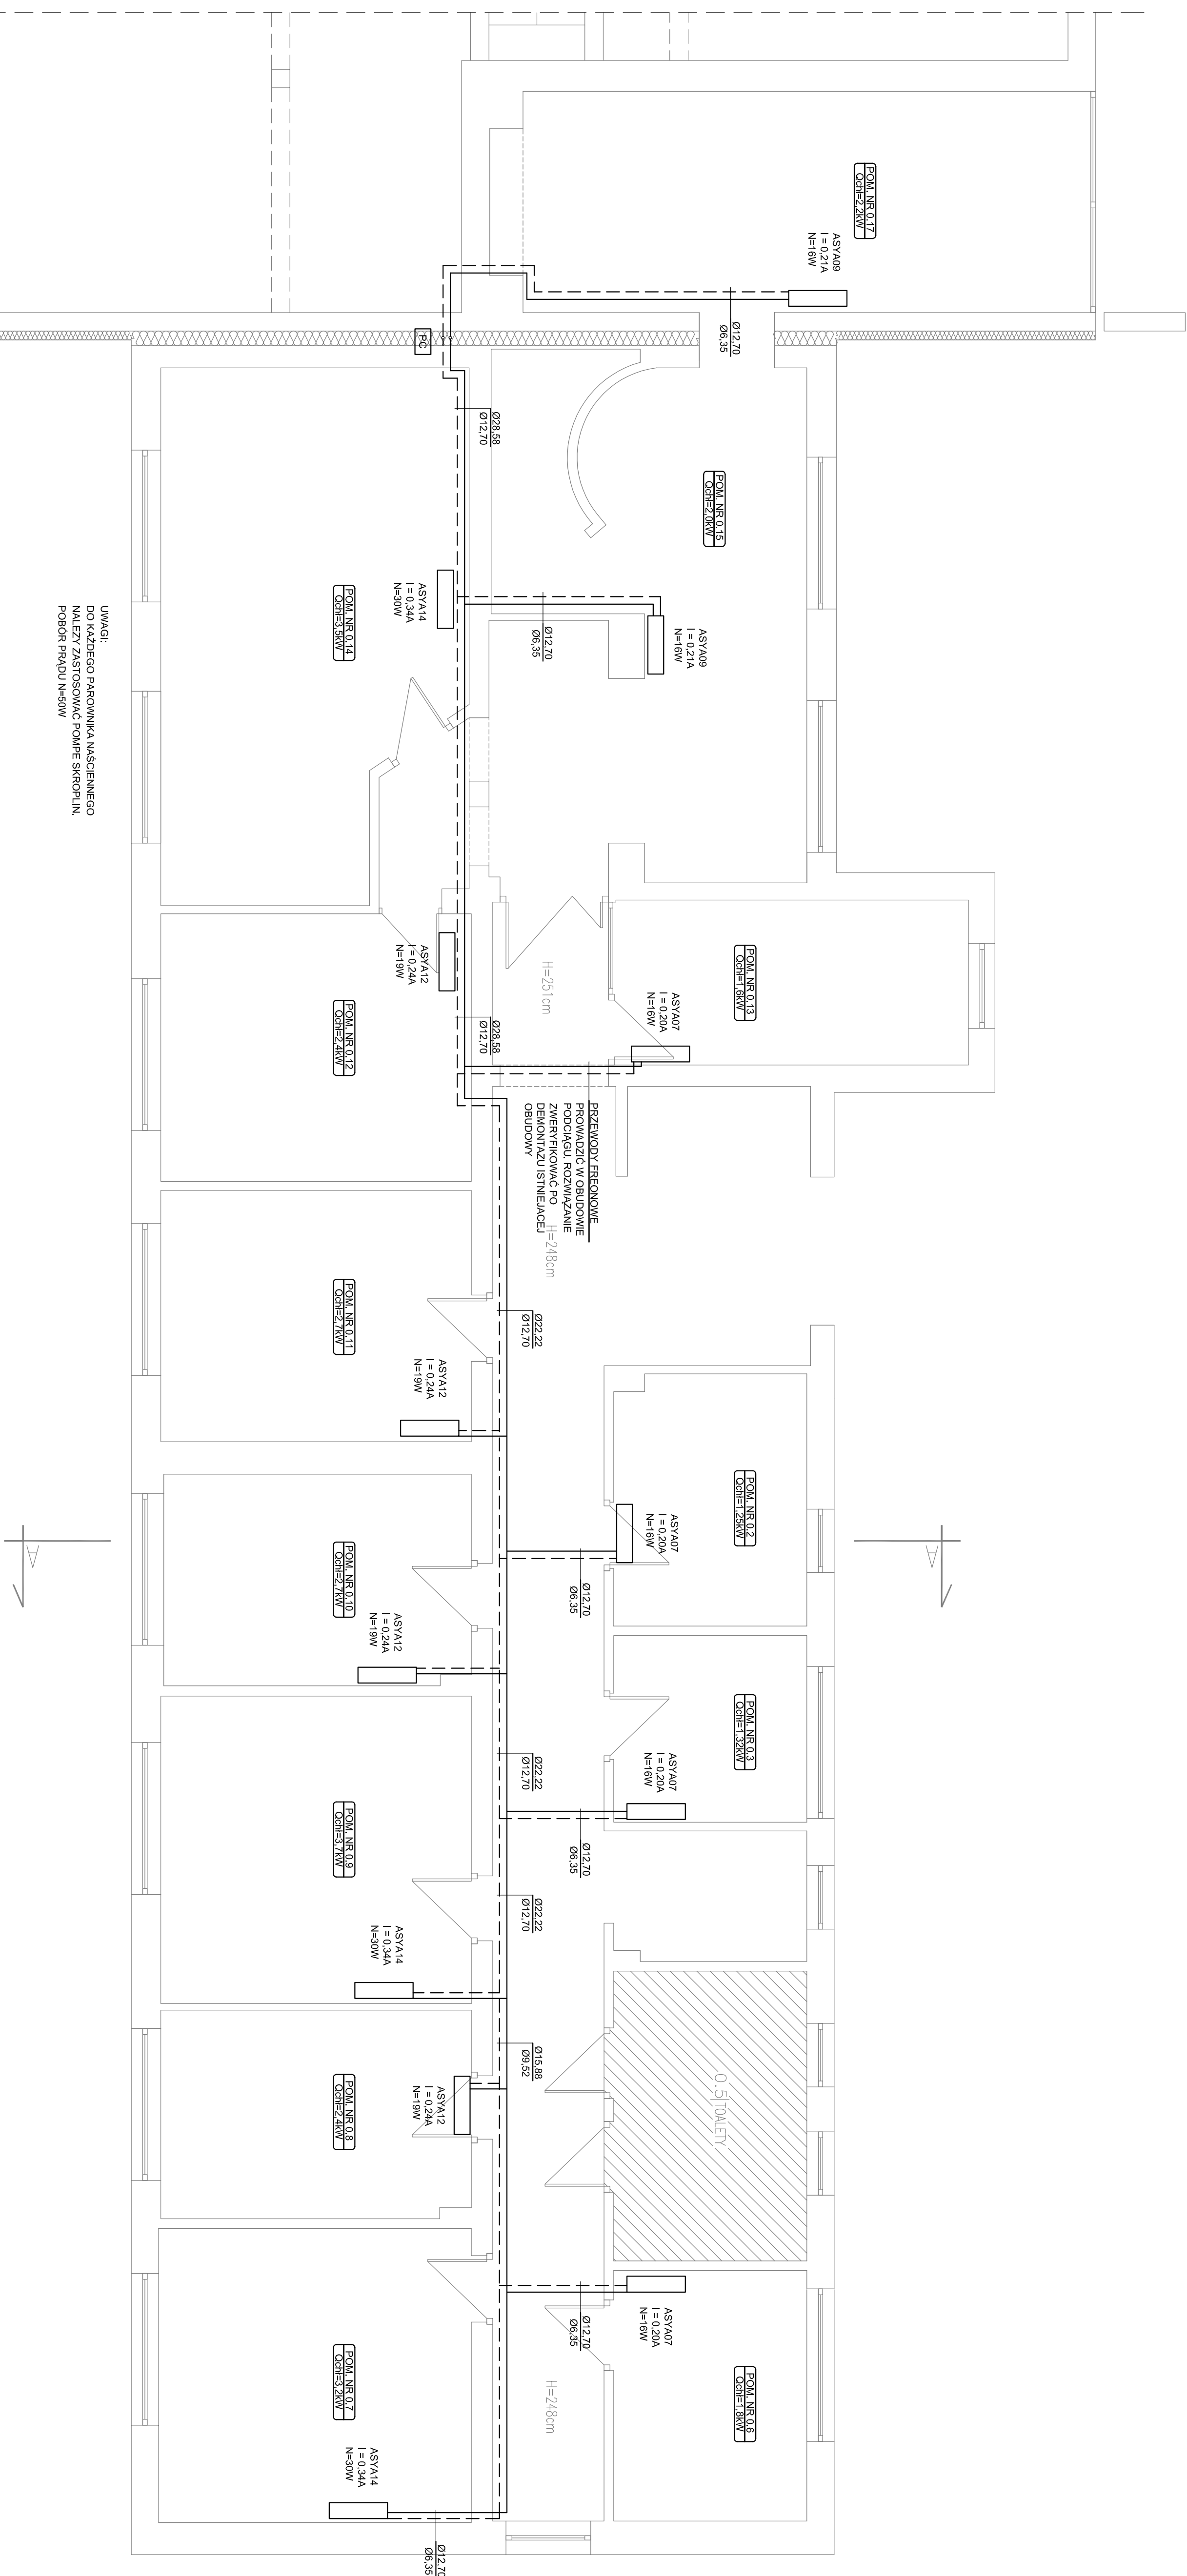 POM. NR 0.17
Qchł=2,2kW
ASYA09
I = 0,21A
N=16W
Ø12,70
Ø6,35
PC
Ø28,58
Ø12,70
POM. NR 0.15
Qchł=2,0kW
ASYA09
I = 0,21A
N=16W
Ø12,70
Ø6,35
ASYA14
I = 0,34A
N=30W
POM. NR 0.14
Qchł=3,5kW
UWAGI:
DO KAŻDEGO PAROWNIKA NAŚCIENNEGO
NALEZY ZASTOSOWAĆ POMPE SKROPLIN.
POBÓR PRĄDU N=50W
POM. NR 0.13
Qchł=1,6kW
ASYA07
I = 0,20A
N=16W
H=251cm
ASYA12
I = 0,24A
N=19W
Ø28,58
Ø12,70
POM. NR 0.12
Qchł=2,4kW
PRZEWODY FREONOWE
PROWADZIĆ W OBUDOWIE
PODCIĄGU. ROZWIĄZANIE
ZWERYFIKOWAĆ PO
DEMONTAZU ISTNIEJACEJ
OBUDOWY
H=248cm
Ø22,22
Ø12,70
POM. NR 0.11
Qchł=2,7kW
ASYA12
I = 0,24A
N=19W
POM. NR 0.2
Qchł=1,25kW
ASYA07
I = 0,20A
N=16W
Ø12,70
Ø6,35
A
A
POM. NR 0.10
Qchł=2,7kW
ASYA12
I = 0,24A
N=19W
POM. NR 0.3
Qchł=1,32kW
ASYA07
I = 0,20A
N=16W
Ø12,70
Ø6,35
Ø22,22
Ø12,70
POM. NR 0.9
Qchł=3,7kW
Ø22,22
Ø12,70
ASYA14
I = 0,34A
N=30W
0.5 TOALETY
Ø15,88
Ø9,52
ASYA12
I = 0,24A
N=19W
POM. NR 0.8
Qchł=2,4kW
POM. NR 0.6
Qchł=1,8kW
ASYA07
I = 0,20A
N=16W
Ø12,70
Ø6,35
H=248cm
POM. NR 0.7
Qchł=3,2kW
ASYA14
I = 0,34A
N=30W
Ø12,70
Ø6,35